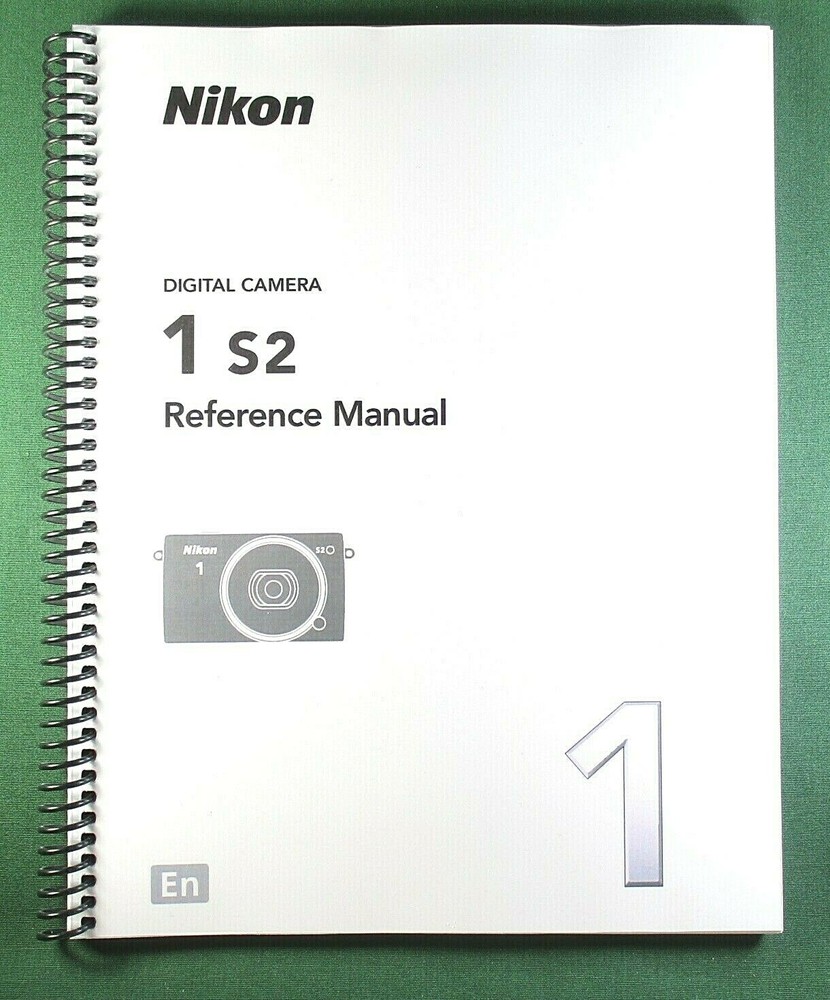 Nikon
DIGITAL CAMERA
1 S2
Reference Manual
Nikon
S2
1
1
En